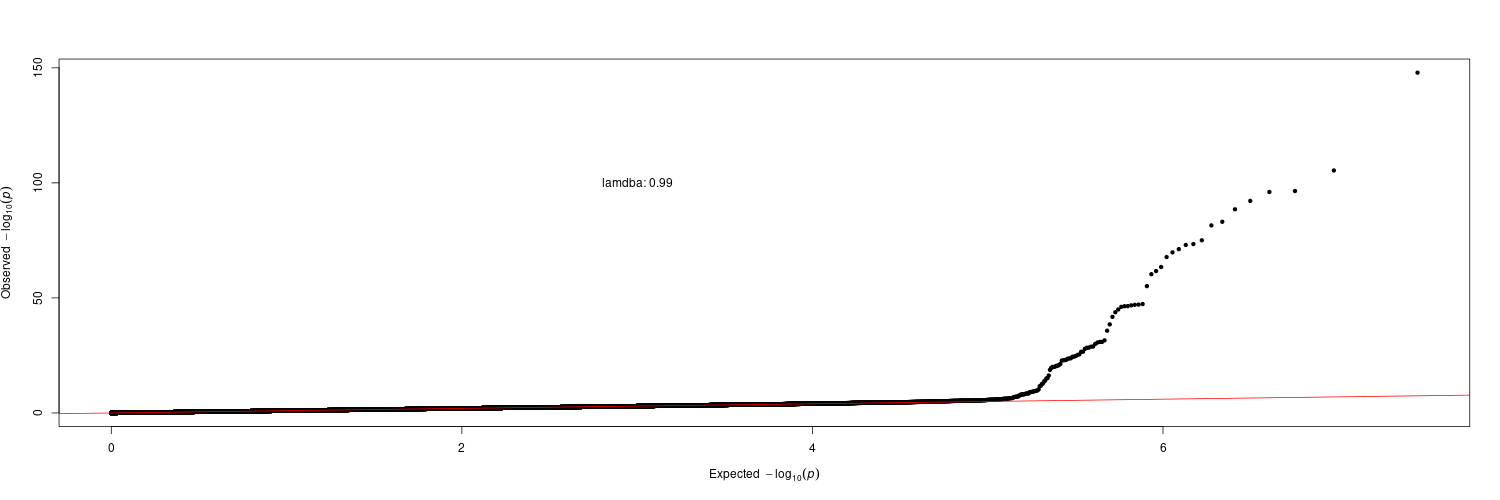 150
100
50
0
Observed −log10(p)
lamdba: 0.99
0 2 4 6
Expected −log10(p)